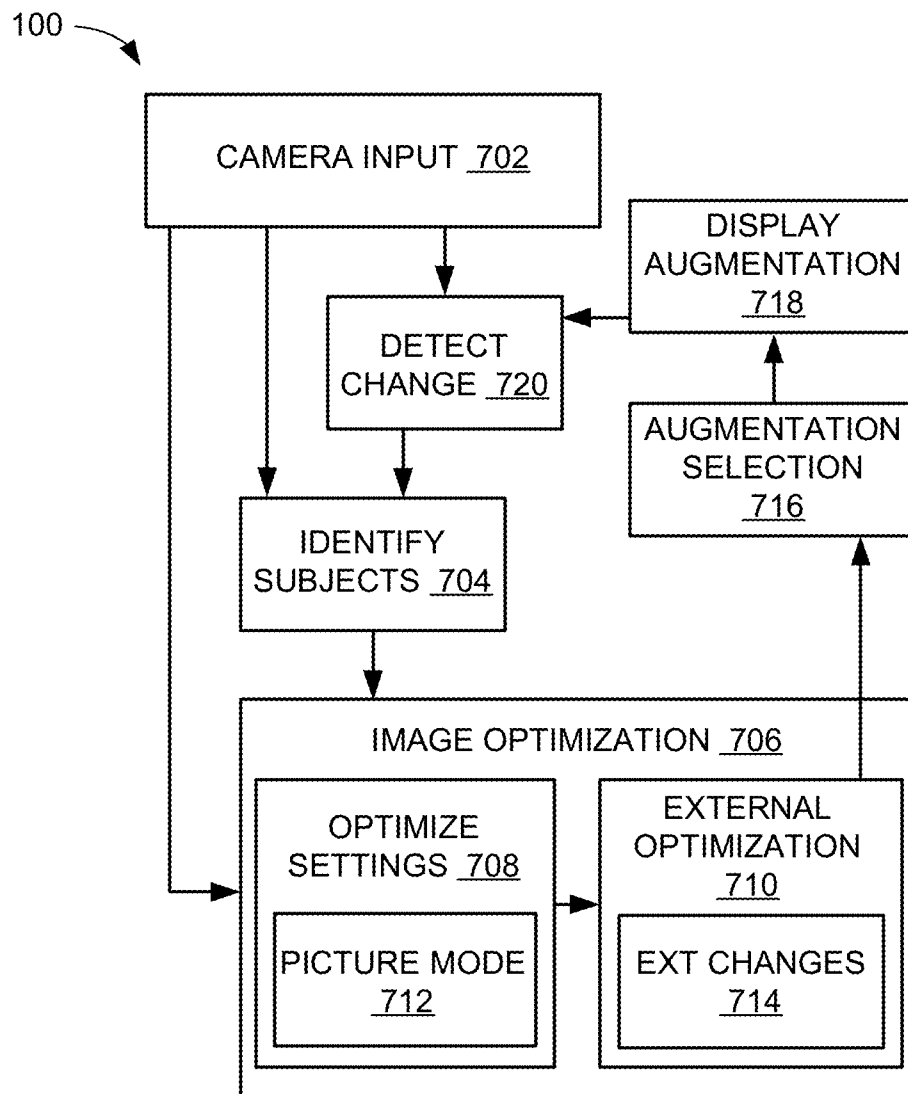 100
CAMERA INPUT 702
DISPLAY
AUGMENTATION
718
DETECT
CHANGE 720
AUGMENTATION
SELECTION
716
IDENTIFY
SUBJECTS 704
IMAGE OPTIMIZATION 706
OPTIMIZE
SETTINGS 708
PICTURE MODE
712
EXTERNAL
OPTIMIZATION
710
EXT CHANGES
714